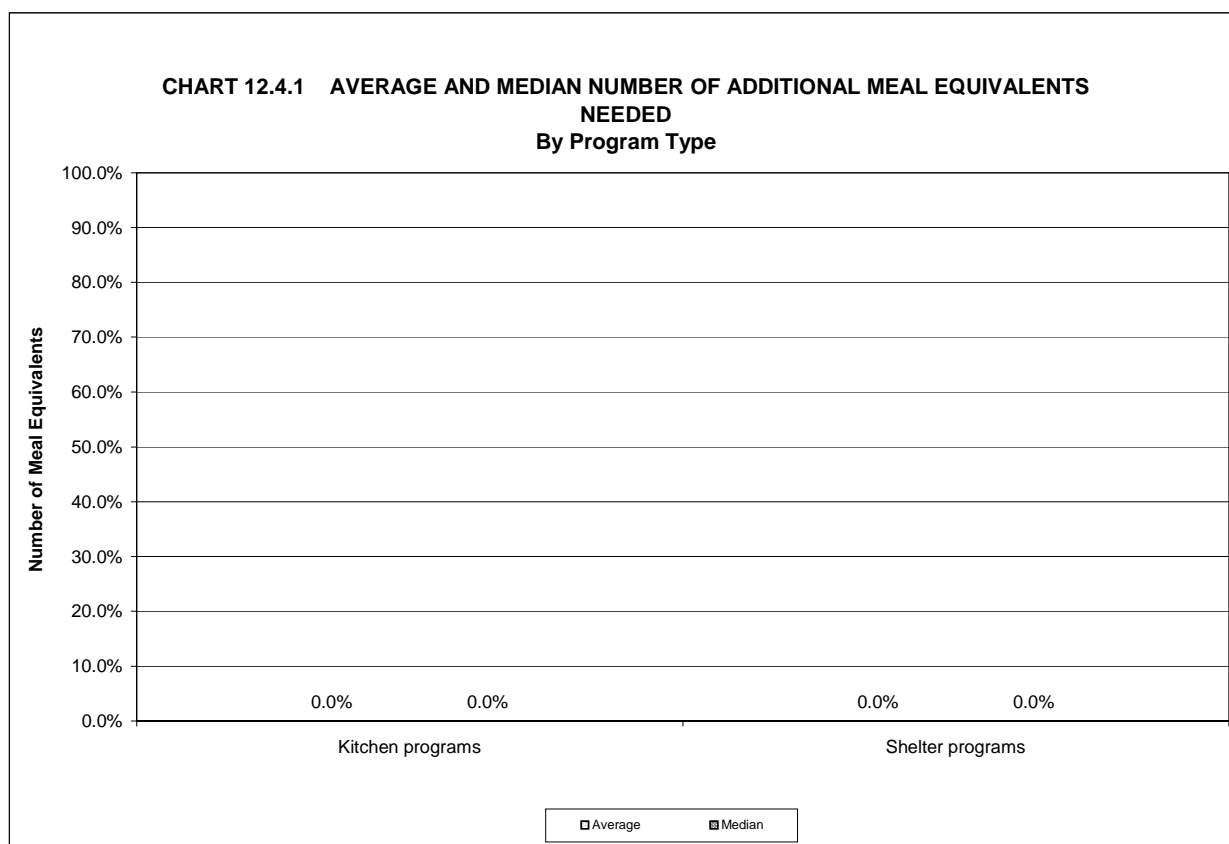 CHART 12.4.1 AVERAGE AND MEDIAN NUMBER OF ADDITIONAL MEAL EQUIVALENTS
NEEDED
By Program Type
Number of Meal Equivalents
100.0%
90.0%
80.0%
70.0%
60.0%
50.0%
40.0%
30.0%
20.0%
10.0%
0.0%
0.0% 0.0% 0.0% 0.0%
Kitchen programs Shelter programs
Average Median